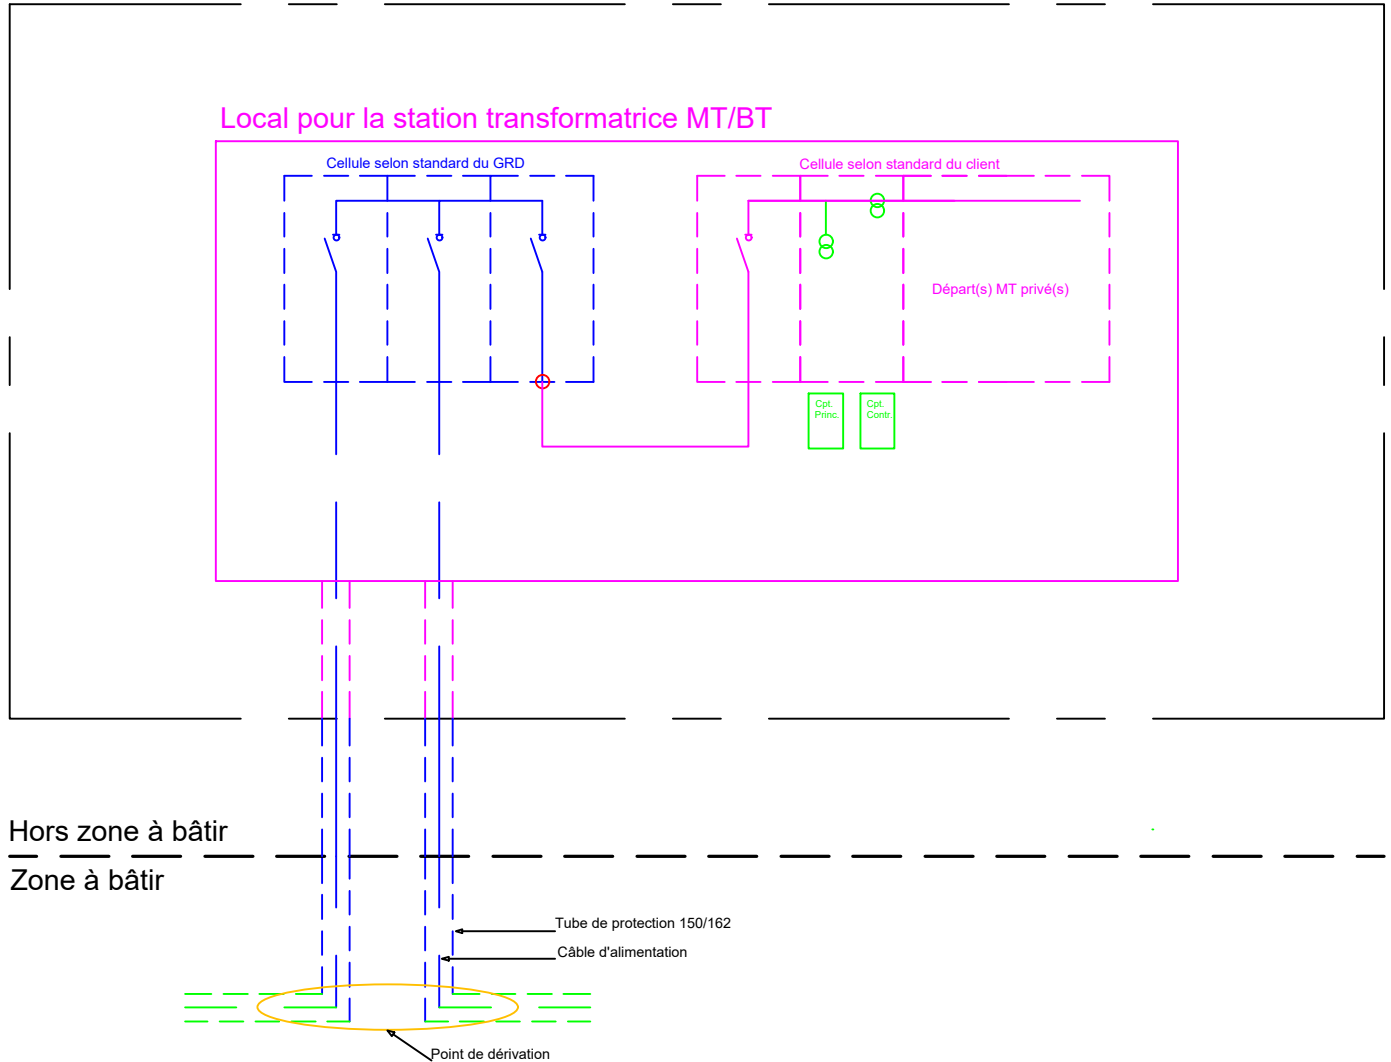 Local pour la station transformatrice MT/BT
Cellule selon standard du GRD
Cellule selon standard du client
Départ(s) MT privé(s)
Cpt.
Princ.
Cpt.
Contr.
Hors zone à bâtir
Zone à bâtir
Tube de protection 150/162
Câble d'alimentation
Point de dérivation